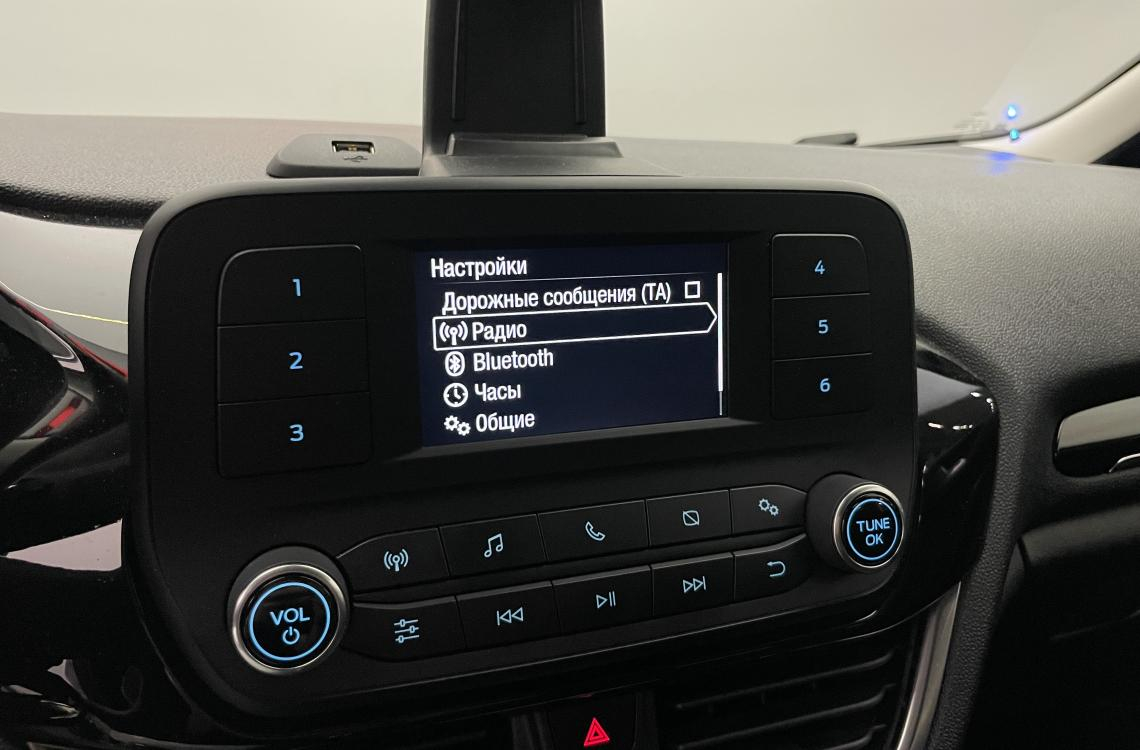 Настройки
Дорожные сообщения (TA)
Радио
Bluetooth
Часы
Общие
1
2
3
4
5
6
VOL
TUNE
OK